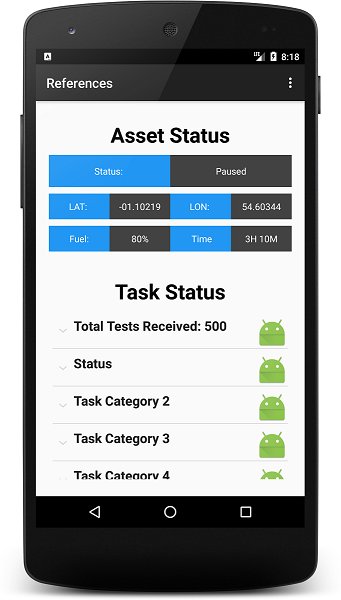 LTE 8:18
References
Asset Status
Status: Paused
LAT: -01.10219 LON: 54.60344
Fuel: 80% Time 3H 10M
Task Status
Total Tests Received: 500
Status
Task Category 2
Task Category 3
Task Category 4